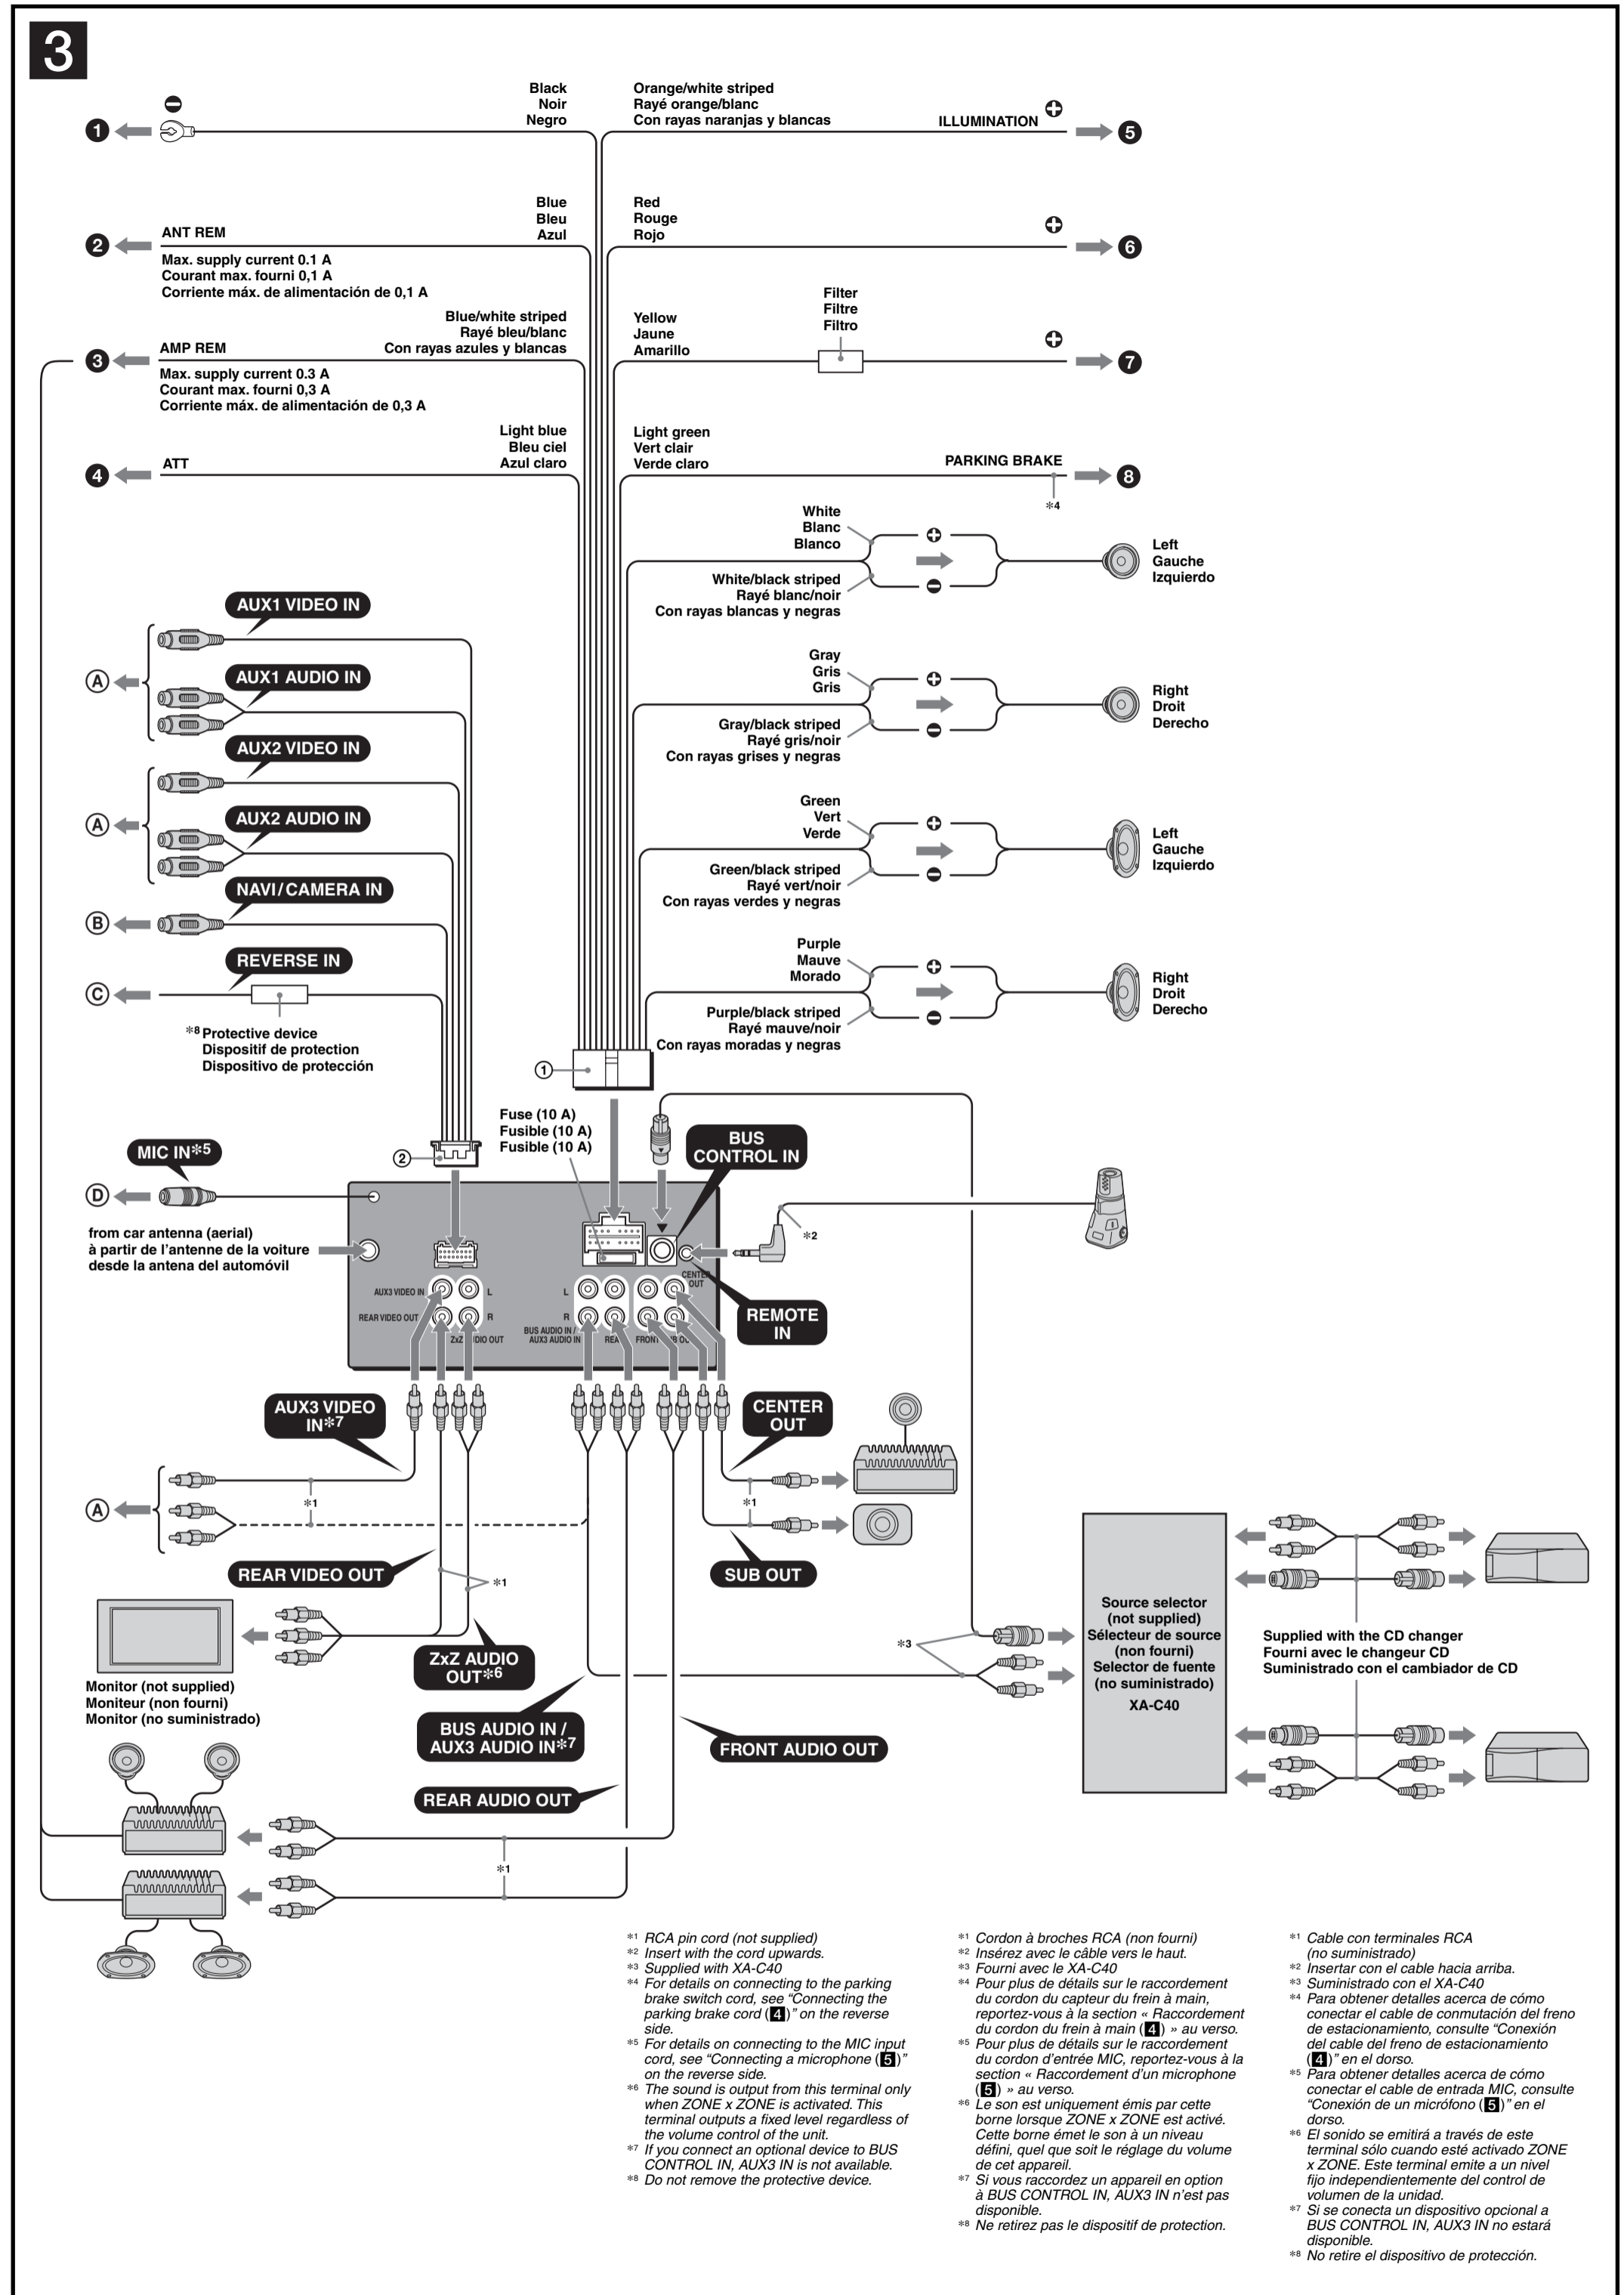 3
Black
Noir
Negro
Orange/white striped
Rayé orange/blanc
Con rayas naranjas y blancas
ILLUMINATION
1
5
Blue
Bleu
Azul
Red
Rouge
Rojo
ANT REM
2
6
Max. supply current 0.1 A
Courant max. fourni 0,1 A
Corriente máx. de alimentación de 0,1 A
Filter
Filtre
Filtro
Blue/white striped
Rayé bleu/blanc
Con rayas azules y blancas
Yellow
Jaune
Amarillo
AMP REM
3
7
Max. supply current 0.3 A
Courant max. fourni 0,3 A
Corriente máx. de alimentación de 0,3 A
Light blue
Bleu ciel
Azul claro
Light green
Vert clair
Verde claro
ATT
PARKING BRAKE
4
8
*4
White
Blanc
Blanco
Left
Gauche
Izquierdo
White/black striped
Rayé blanc/noir
Con rayas blancas y negras
AUX1 VIDEO IN
A
AUX1 AUDIO IN
Gray
Gris
Gris
Right
Droit
Derecho
Gray/black striped
Rayé gris/noir
Con rayas grises y negras
AUX2 VIDEO IN
A
AUX2 AUDIO IN
Green
Vert
Verde
Left
Gauche
Izquierdo
Green/black striped
Rayé vert/noir
Con rayas verdes y negras
NAVI/CAMERA IN
B
REVERSE IN
C
Purple
Mauve
Morado
Right
Droit
Derecho
Purple/black striped
Rayé mauve/noir
Con rayas moradas y negras
*8 Protective device
Dispositif de protection
Dispositivo de protección
1
Fuse (10 A)
Fusible (10 A)
Fusible (10 A)
BUS
CONTROL IN
2
MIC IN*5
D
*2
from car antenna (aerial)
à partir de l'antenne de la voiture
desde la antena del automóvil
CENTER
OUT
AUX3 VIDEO IN
L
L
REAR VIDEO OUT
R
R
BUS AUDIO IN /
AUX3 AUDIO IN
FRONT
REMOTE
IN
AUX3 VIDEO
IN*7
CENTER
OUT
A
*1
*1
REAR VIDEO OUT
*1
SUB OUT
Monitor (not supplied)
Moniteur (non fourni)
Monitor (no suministrado)
ZxZ AUDIO
OUT*6
*3
Source selector
(not supplied)
Sélecteur de source
(non fourni)
Selector de fuente
(no suministrado)
XA-C40
Supplied with the CD changer
Fourni avec le changeur CD
Suministrado con el cambiador de CD
BUS AUDIO IN /
AUX3 AUDIO IN*7
FRONT AUDIO OUT
REAR AUDIO OUT
*1
*1 RCA pin cord (not supplied)
*2 Insert with the cord upwards.
*3 Supplied with XA-C40
*4 For details on connecting to the parking
brake switch cord, see “Connecting the
parking brake cord (4)” on the reverse
side.
*5 For details on connecting to the MIC input
cord, see “Connecting a microphone (5)”
on the reverse side.
*6 The sound is output from this terminal only
when ZONE x ZONE is activated. This
terminal outputs a fixed level regardless of
the volume control of the unit.
*7 If you connect an optional device to BUS
CONTROL IN, AUX3 IN is not available.
*8 Do not remove the protective device.
*1 Cordon à broches RCA (non fourni)
*2 Insérez avec le câble vers le haut.
*3 Fourni avec le XA-C40
*4 Pour plus de détails sur le raccordement
du cordon du capteur du frein à main,
reportez-vous à la section « Raccordement
du cordon du frein à main (4) » au verso.
*5 Pour plus de détails sur le raccordement
du cordon d'entrée MIC, reportez-vous à la
section « Raccordement d'un microphone
(5) » au verso.
*6 Le son est uniquement émis par cette
borne lorsque ZONE x ZONE est activé.
Cette borne émet le son à un niveau
défini, quel que soit le réglage du volume
de cet appareil.
*7 Si vous raccordez un appareil en option
à BUS CONTROL IN, AUX3 IN n'est pas
disponible.
*8 Ne retirez pas le dispositif de protection.
*1 Cable con terminales RCA
(no suministrado)
*2 Insertar con el cable hacia arriba.
*3 Suministrado con el XA-C40
*4 Para obtener detalles acerca de cómo
conectar el cable de conmutación del freno
de estacionamiento, consulte “Conexión
del cable del freno de estacionamiento
(4)” en el dorso.
*5 Para obtener detalles acerca de cómo
conectar el cable de entrada MIC, consulte
“Conexión de un micrófono (5)” en el
dorso.
*6 El sonido se emitirá a través de este
terminal sólo cuando esté activado ZONE
x ZONE. Este terminal emite a un nivel
fijo independientemente del control de
volumen de la unidad.
*7 Si se conecta un dispositivo opcional a
BUS CONTROL IN, AUX3 IN no estará
disponible.
*8 No retire el dispositivo de protección.